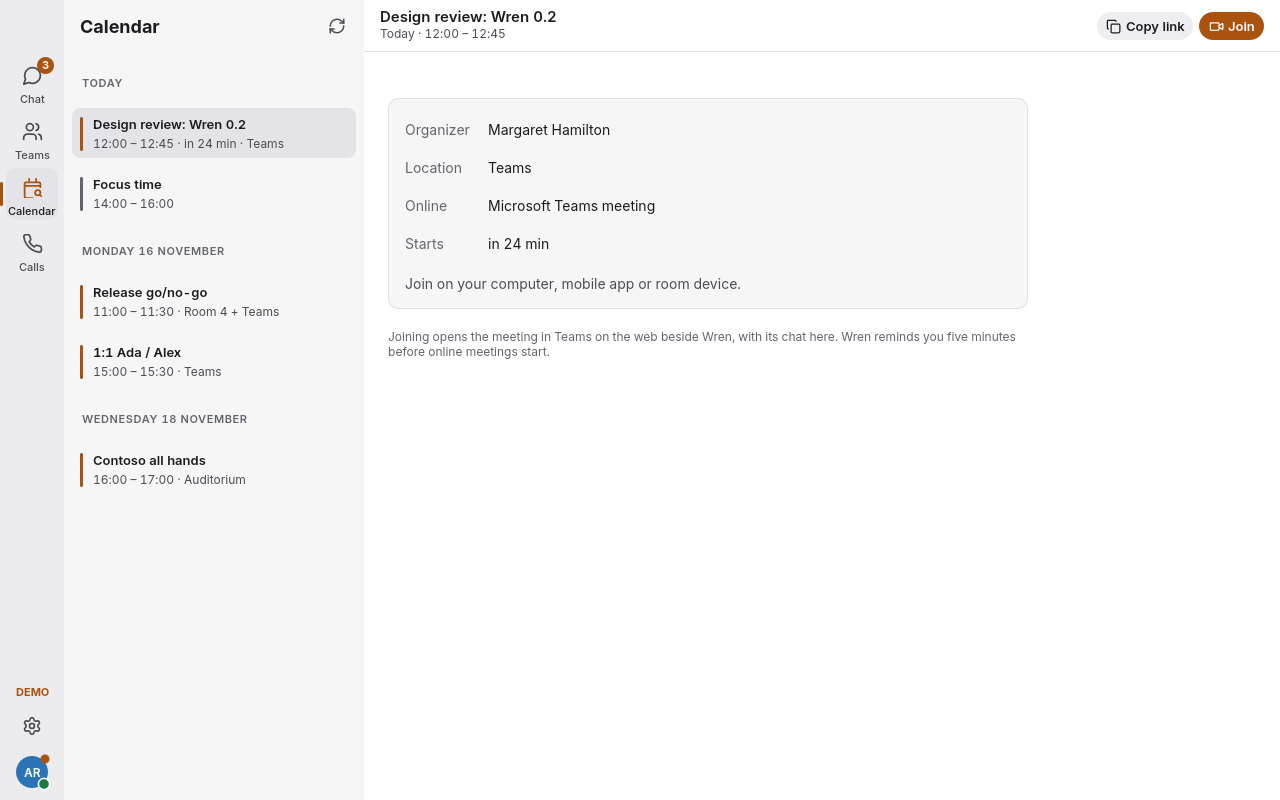 3
Chat
Teams
Calendar
Calls
DEMO
AR
Calendar
TODAY
Design review: Wren 0.2
12:00 – 12:45 · in 24 min · Teams
Focus time
14:00 – 16:00
MONDAY 16 NOVEMBER
Release go/no-go
11:00 – 11:30 · Room 4 + Teams
1:1 Ada / Alex
15:00 – 15:30 · Teams
WEDNESDAY 18 NOVEMBER
Contoso all hands
16:00 – 17:00 · Auditorium
Design review: Wren 0.2
Today · 12:00 – 12:45
Copy link
Join
Organizer Margaret Hamilton
Location Teams
Online Microsoft Teams meeting
Starts in 24 min
Join on your computer, mobile app or room device.
Joining opens the meeting in Teams on the web beside Wren, with its chat here. Wren reminds you five minutes
before online meetings start.